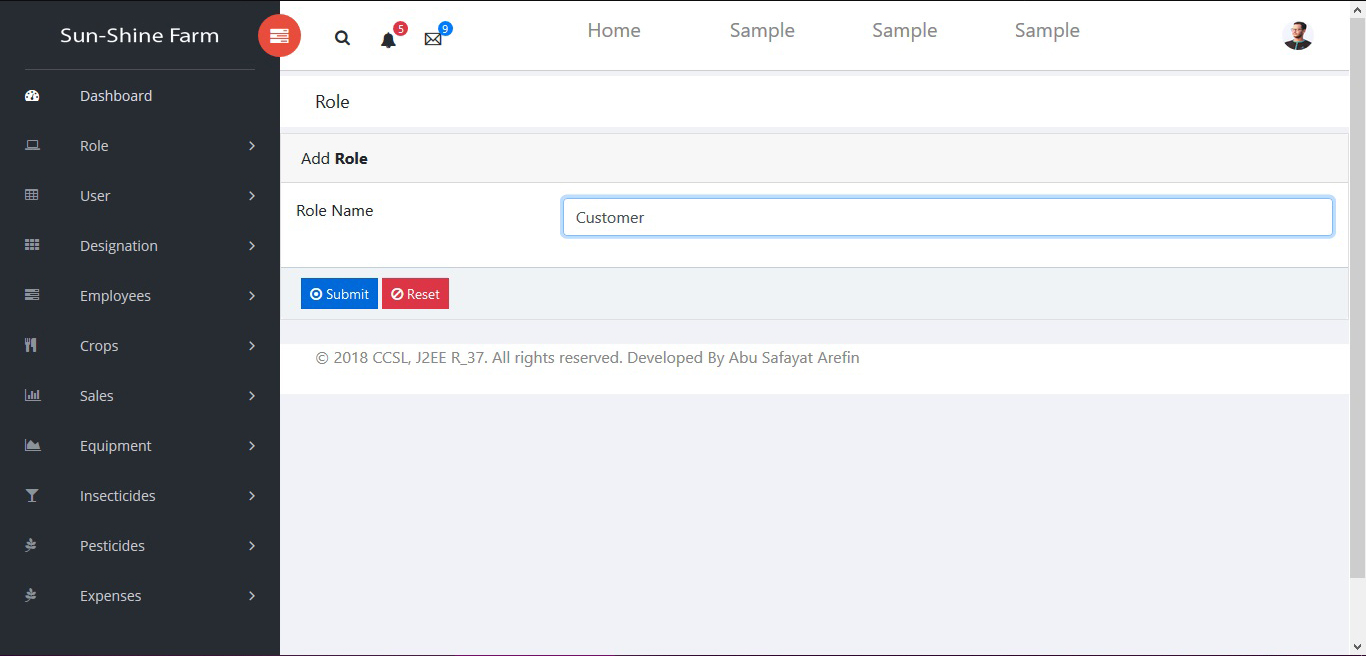 Sun-Shine Farm
5
9
Home
Sample
Sample
Sample
Dashboard
Role
User
Designation
Employees
Crops
Sales
Equipment
Insecticides
Pesticides
Expenses
Role
Add Role
Role Name
Customer
Submit
Reset
© 2018 CCSL, J2EE R_37. All rights reserved. Developed By Abu Safayat Arefin